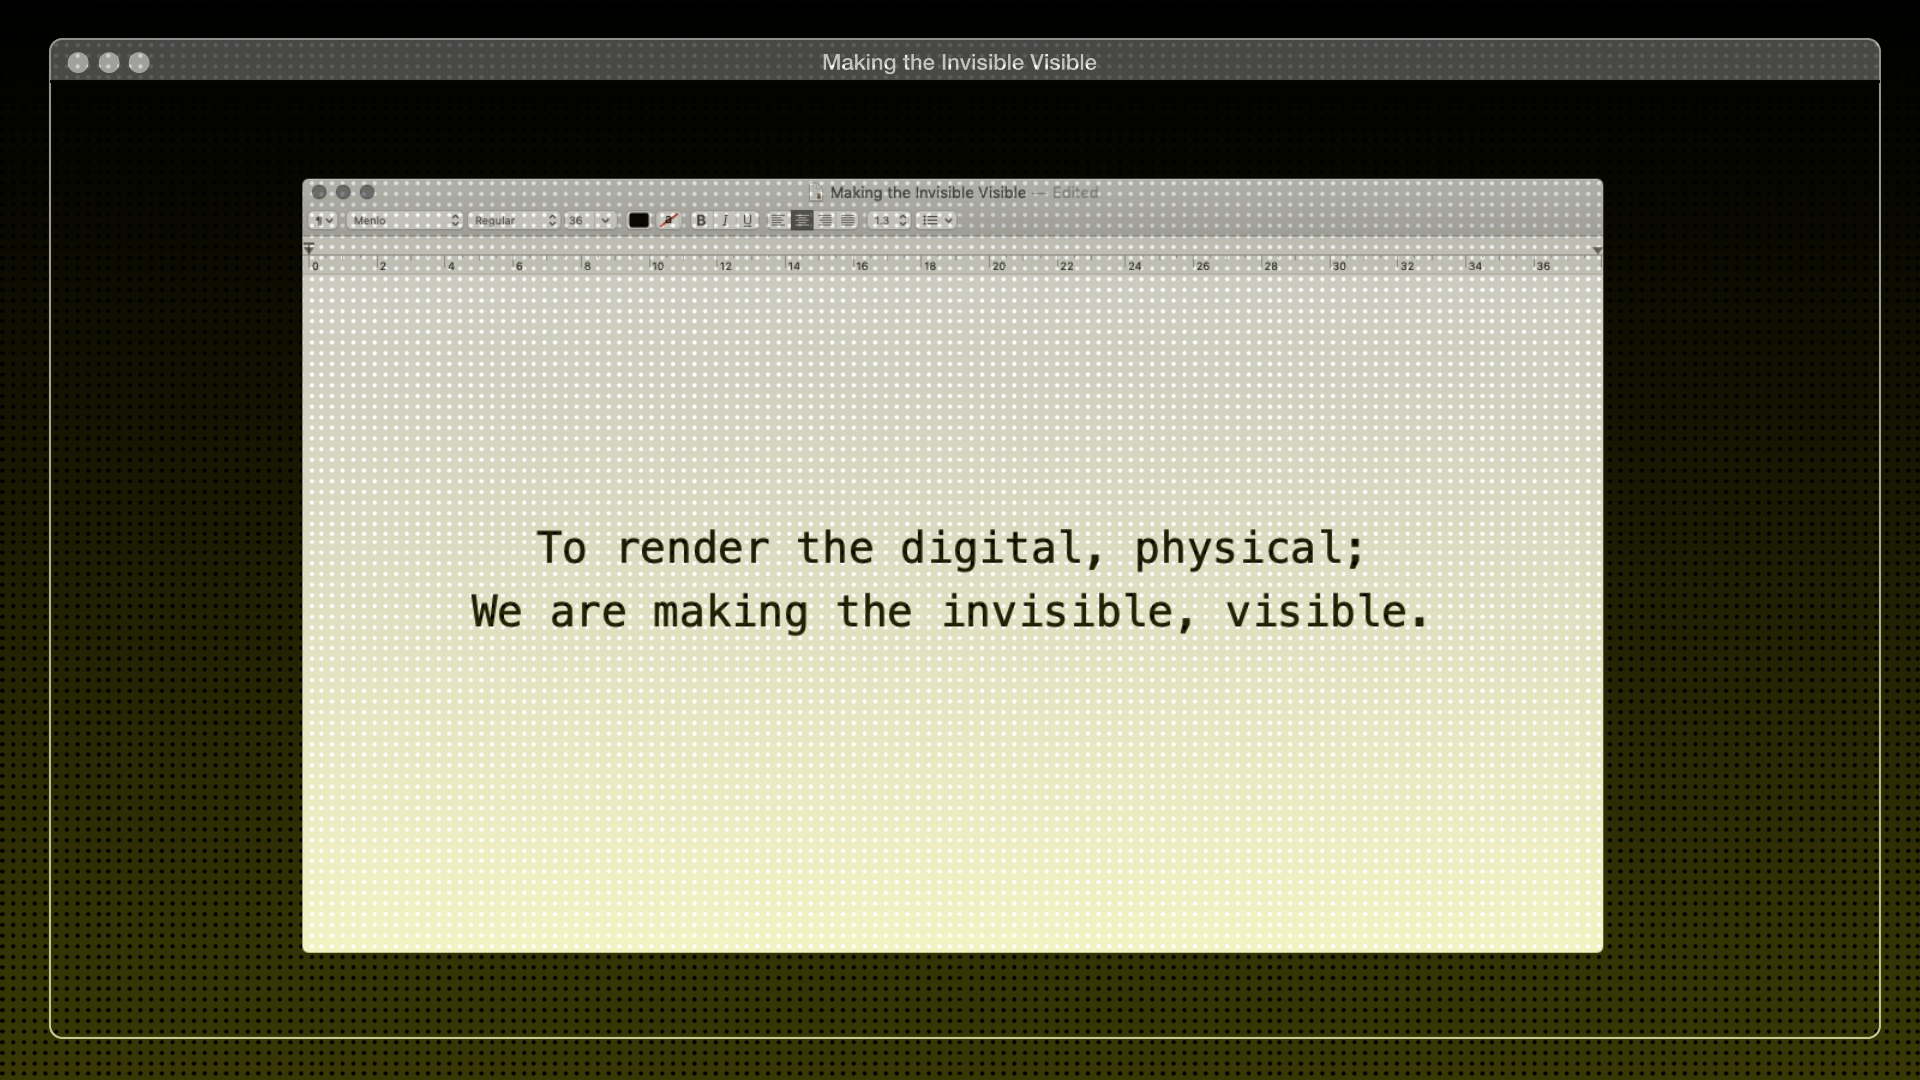 Making the Invisible Visible
Making the Invisible Visible — Edited
¶ Menlo Regular 36 a B I U 1.3
0 2 4 6 8 10 12 14 16 18 20 22 24 26 28 30 32 34 36
To render the digital, physical;
We are making the invisible, visible.